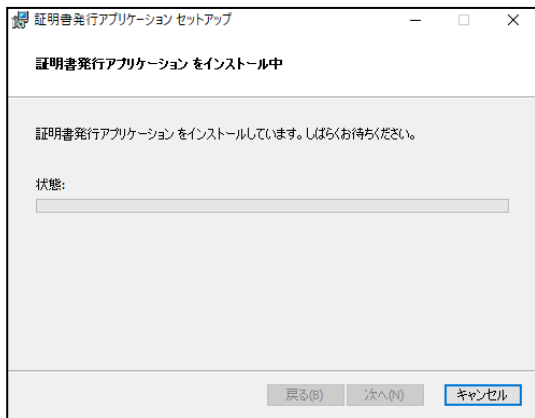 証明書発行アプリケーション セットアップ
証明書発行アプリケーション をインストール中
証明書発行アプリケーション をインストールしています。しばらくお待ちください。
状態:
戻る(B) 次へ(N) キャンセル